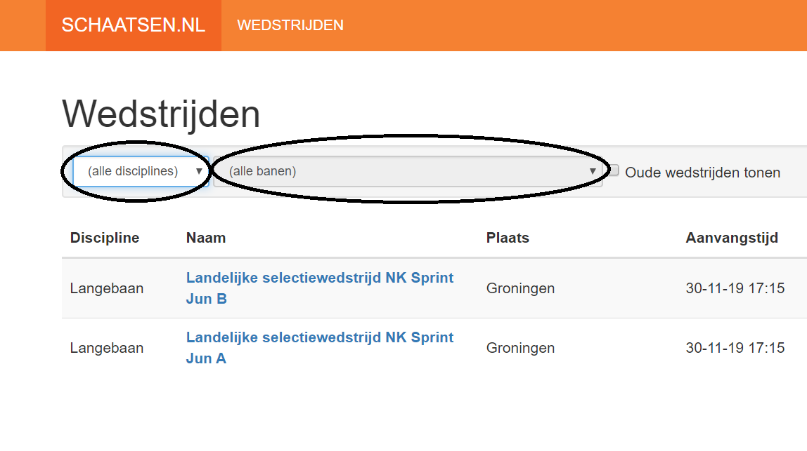 SCHAATSEN.NL WEDSTRIJDEN
Wedstrijden
(alle disciplines) (alle banen) Oude wedstrijden tonen
Discipline Naam Plaats Aanvangstijd
Langebaan Landelijke selectiewedstrijd NK Sprint Groningen 30-11-19 17:15
Jun B
Langebaan Landelijke selectiewedstrijd NK Sprint Groningen 30-11-19 17:15
Jun A